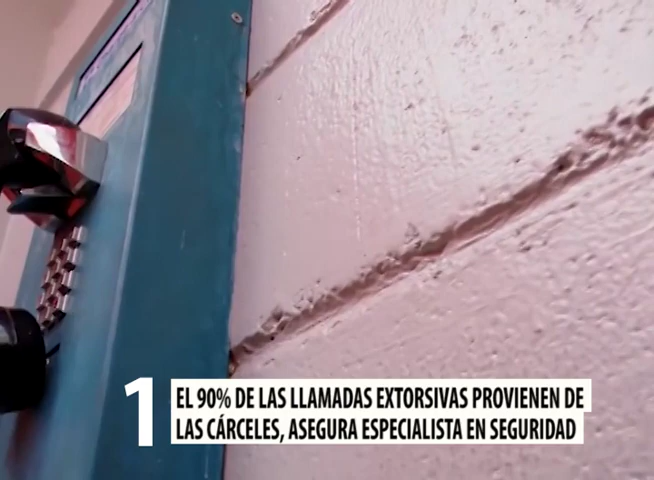 1
EL 90% DE LAS LLAMADAS EXTORSIVAS PROVIENEN DE
LAS CÁRCELES, ASEGURA ESPECIALISTA EN SEGURIDAD